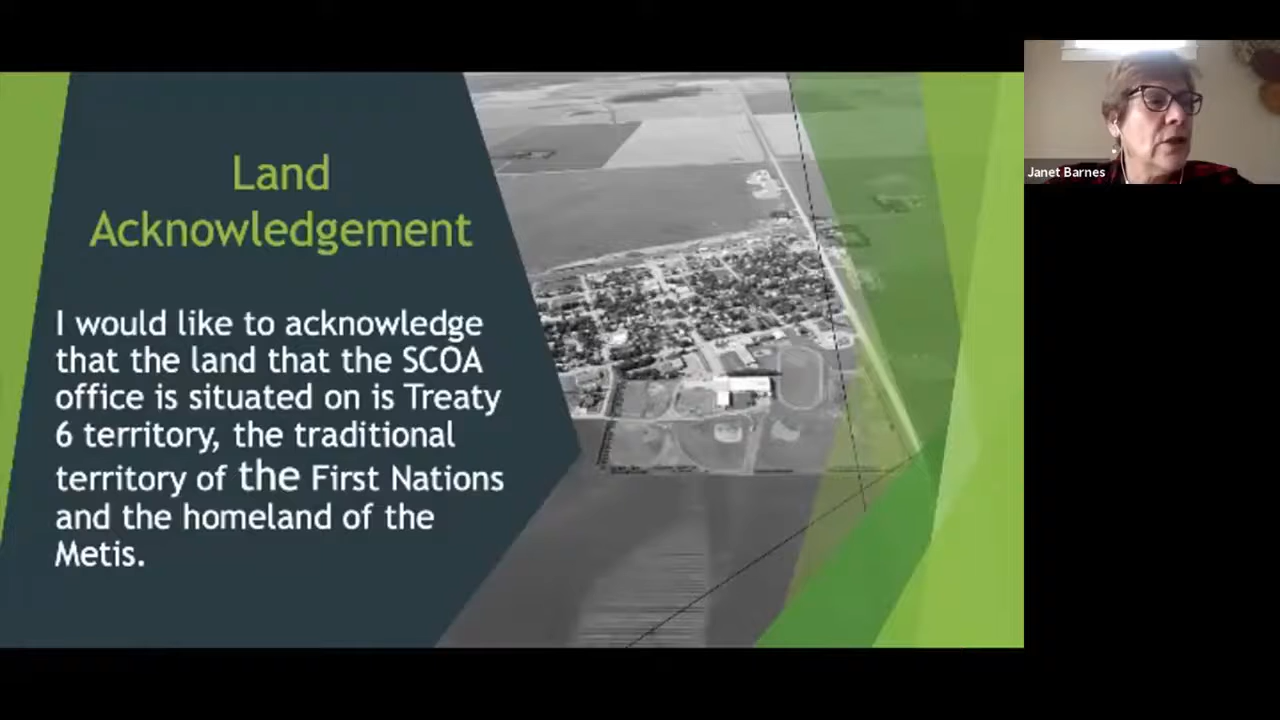 Land
Acknowledgement
I would like to acknowledge
that the land that the SCOA
office is situated on is Treaty
6 territory, the traditional
territory of the First Nations
and the homeland of the
Metis.
Janet Barnes